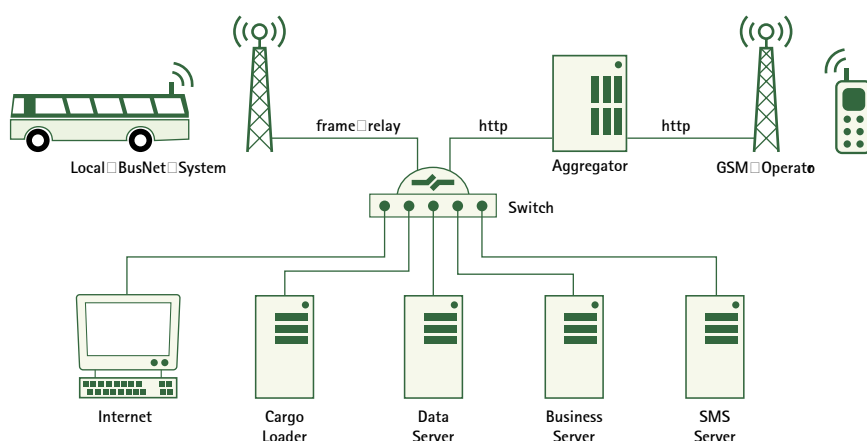 frame□relay
http
http
Local□BusNet□System
Aggregator
GSM□Operator
Switch
Internet
Cargo
Loader
Data
Server
Business
Server
SMS
Server